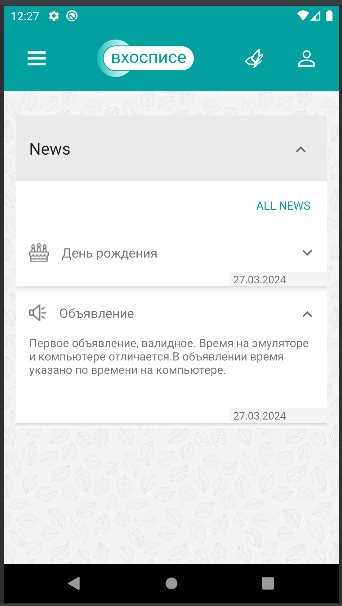 12:27
вхосписе
News
ALL NEWS
День рождения
27.03.2024
Объявление
Первое объявление, валидное. Время на эмуляторе
и компьютере отличается.В объявлении время
указано по времени на компьютере.
27.03.2024